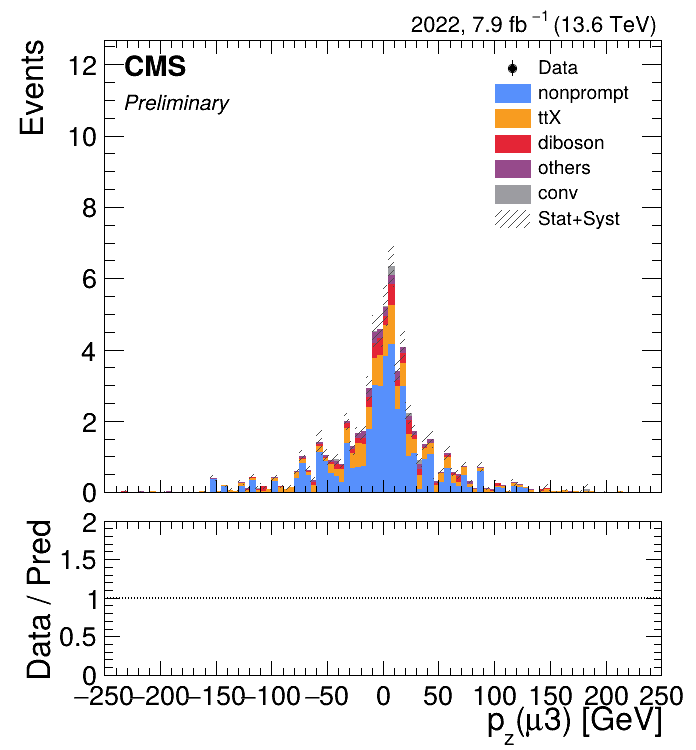 2022, 7.9 fb⁻¹ (13.6 TeV)
Events
CMS
Preliminary
Data
nonprompt
ttX
diboson
others
conv
Stat+Syst
12
10
8
6
4
2
0
Data / Pred
2
1.5
1
0.5
0
−250 −200 −150 −100 −50 0 50 100 150 200 250
p_z(μ3) [GeV]